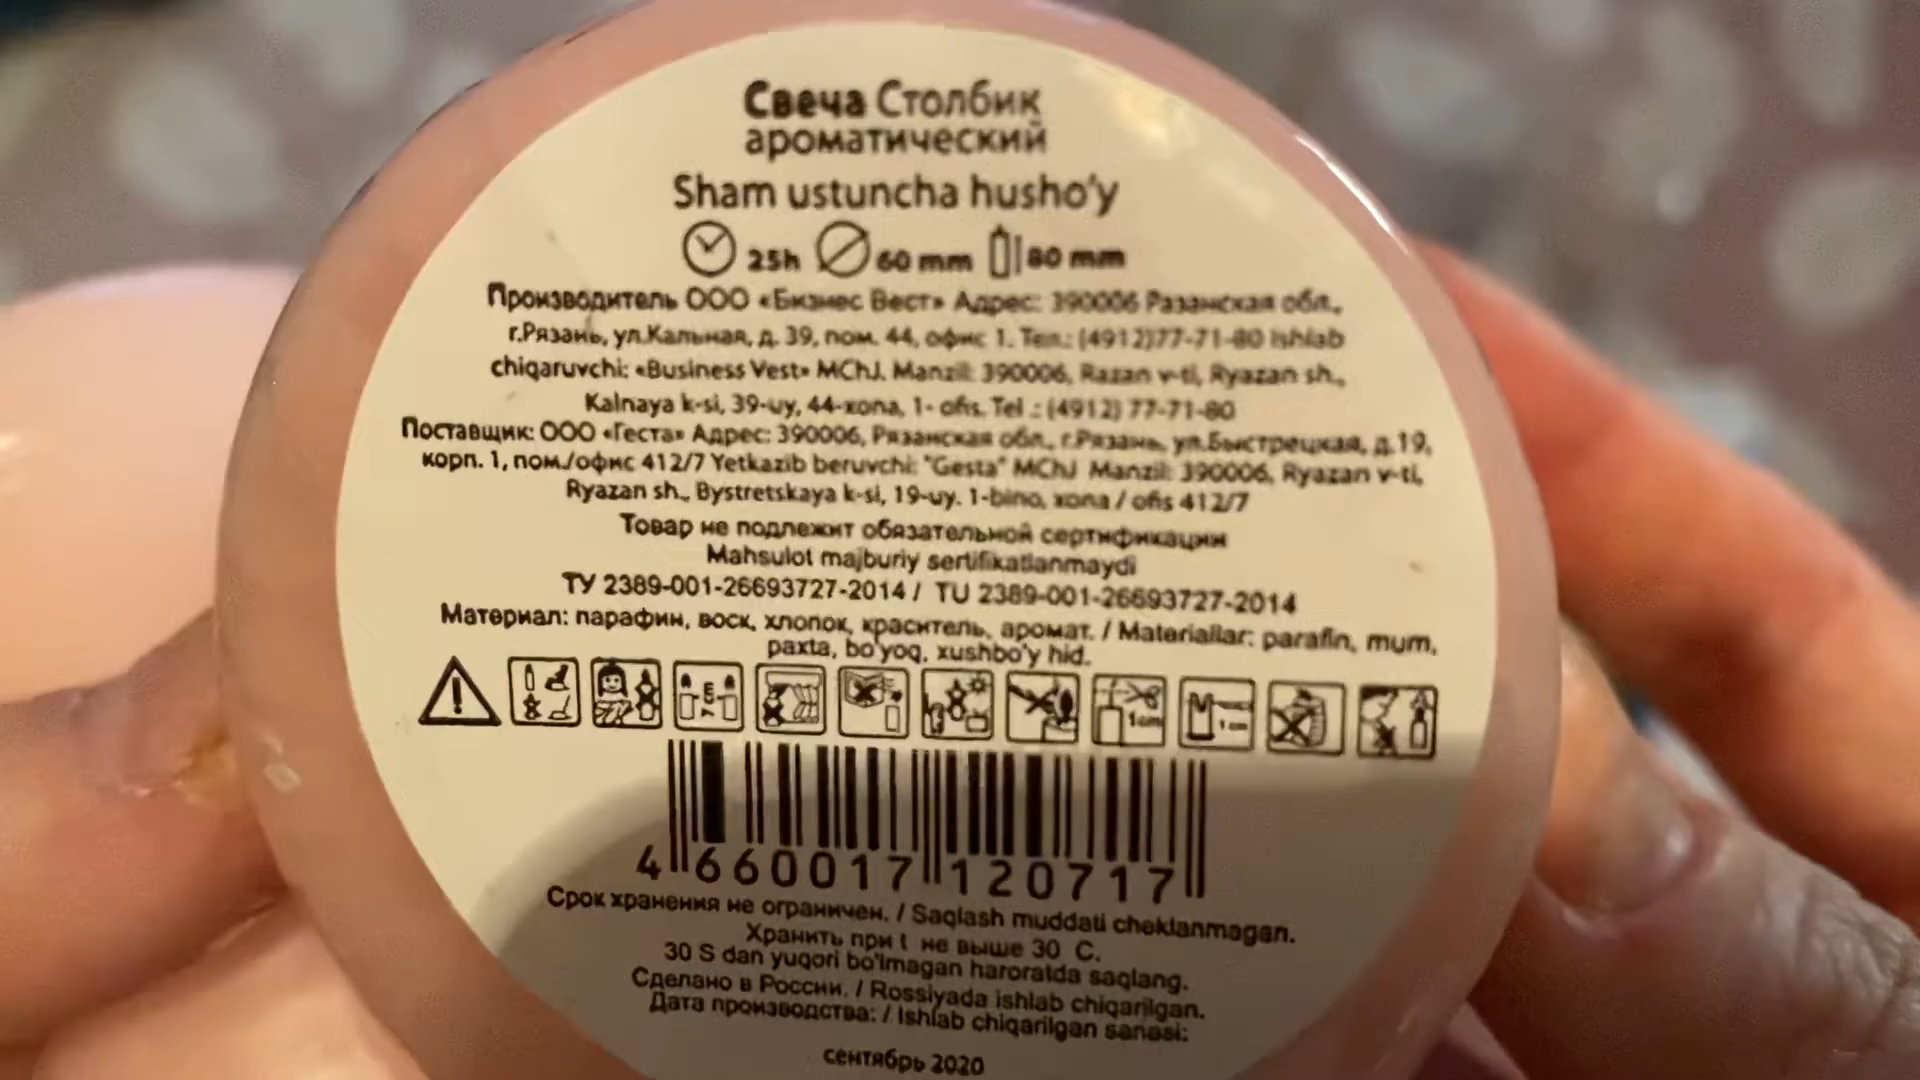 Свеча Столбик
ароматический
Sham ustuncha husho'y
25h 60 mm 80 mm
Производитель ООО «Бизнес Вест» Адрес: 390006 Разанская обл.,
г.Рязань, ул.Кальная, д. 39, пом. 44, офис 1. Тел.: (4912)77-71-80 Ishlab
chiqaruvchi: «Business Vest» MChJ. Manzil: 390006, Razan v-ti, Ryazan sh.,
Kalnaya k-si, 39-uy, 44-xona, 1- ofis. Tel .: (4912) 77-71-80
Поставщик: ООО «Геста» Адрес: 390006, Рязанская обл., г.Рязань, ул.Быстрецкая, д.19,
корп. 1, пом./офис 412/7 Yetkazib beruvchi: "Gesta" MChJ Manzil: 390006, Ryazan v-ti,
Ryazan sh., Bystretskaya k-si, 19-uy. 1-bino, xona / ofis 412/7
Товар не подлежит обязательной сертификации
Mahsulot majburiy sertifikatlanmaydi
ТУ 2389-001-26693727-2014 / TU 2389-001-26693727-2014
Материал: парафин, воск, хлопок, краситель, аромат. / Materiallar: parafin, mum,
paxta, bo'yoq, xushbo'y hid.
1 cm 1 cm
4 660017 120717
Срок хранения не ограничен. / Saqlash muddati cheklanmagan.
Хранить при t не выше 30 С.
30 S dan yuqori bo'lmagan haroratda saqlang.
Сделано в России. / Rossiyada ishlab chiqarilgan.
Дата производства: / Ishlab chiqarilgan sanasi:
сентябрь 2020